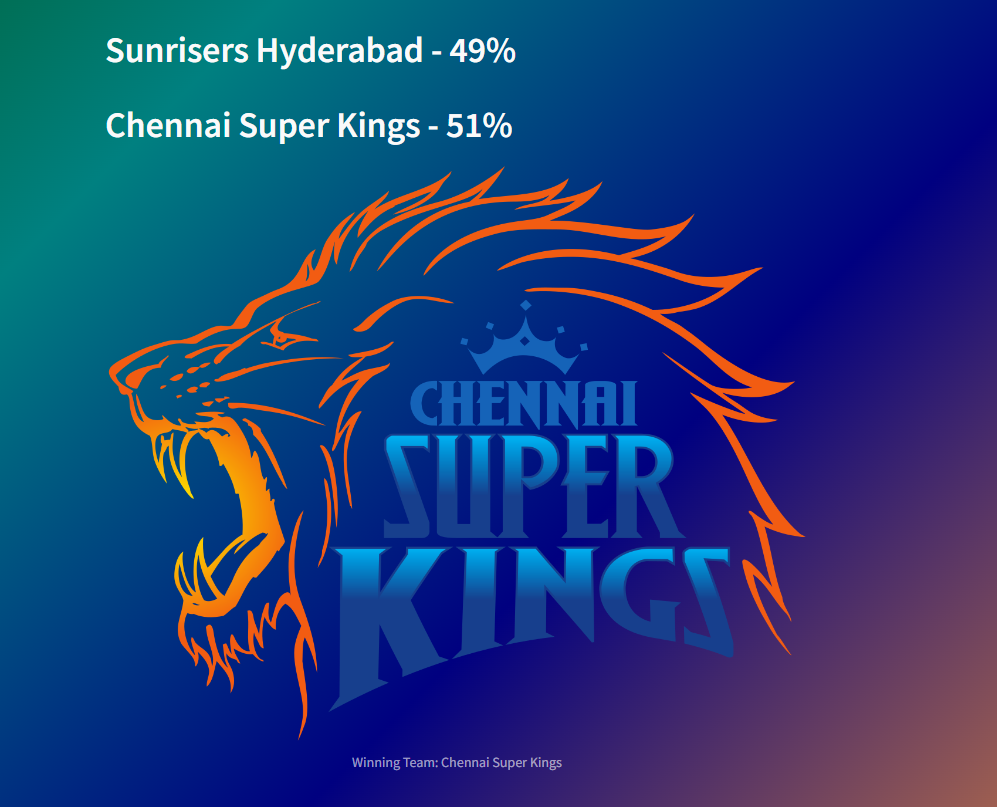 Sunrisers Hyderabad - 49%
Chennai Super Kings - 51%
CHENNAI
SUPER
KINGS
Winning Team: Chennai Super Kings